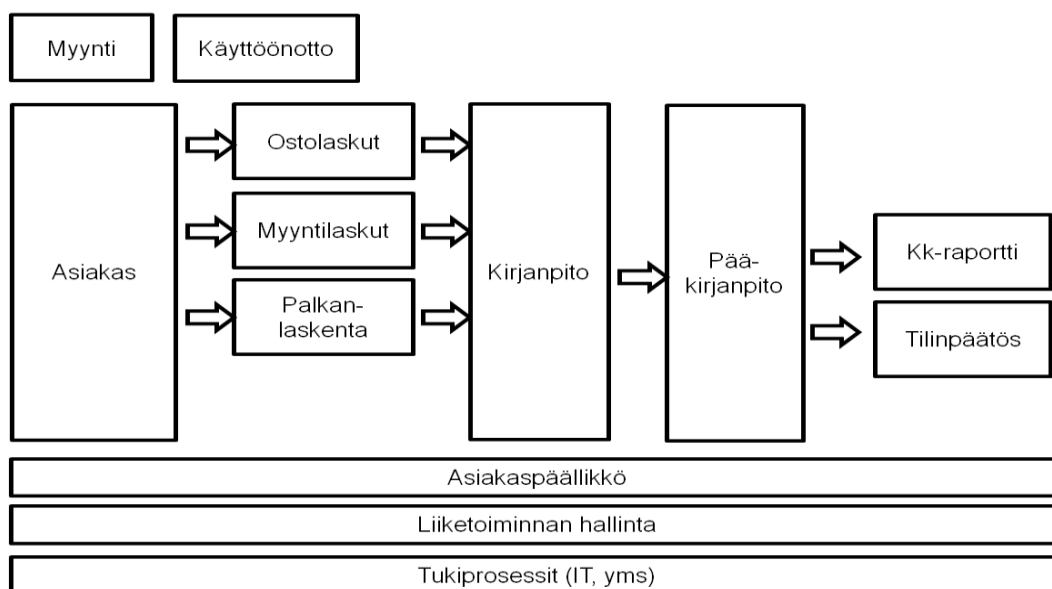 Myynti
Käyttöönotto
Asiakas
Ostolaskut
Myyntilaskut
Palkan-
laskenta
Kirjanpito
Pää-
kirjanpito
Kk-raportti
Tilinpäätös
Asiakaspäällikkö
Liiketoiminnan hallinta
Tukiprosessit (IT, yms)